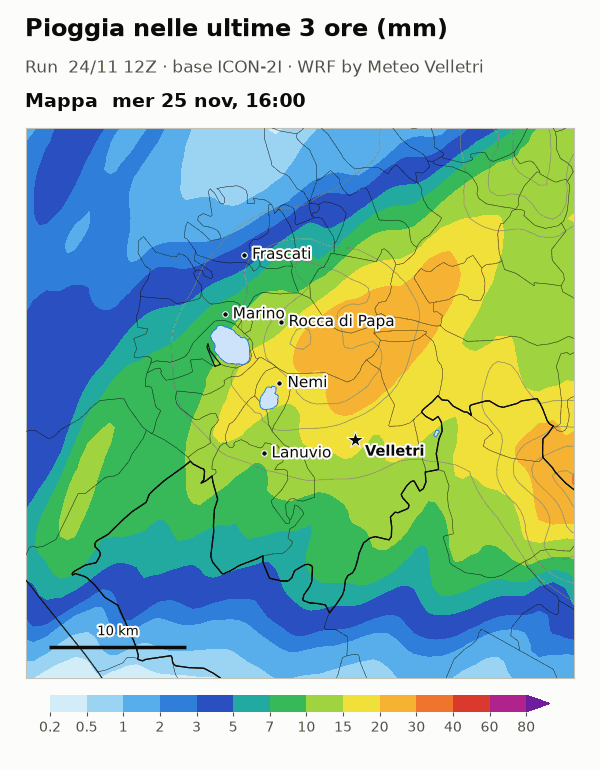 Pioggia nelle ultime 3 ore (mm)
Run 24/11 12Z · base ICON-2I · WRF by Meteo Velletri
Mappa mer 25 nov, 16:00
Frascati
Marino
Rocca di Papa
Nemi
Lanuvio
Velletri
10 km
0.2 0.5 1 2 3 5 7 10 15 20 30 40 60 80